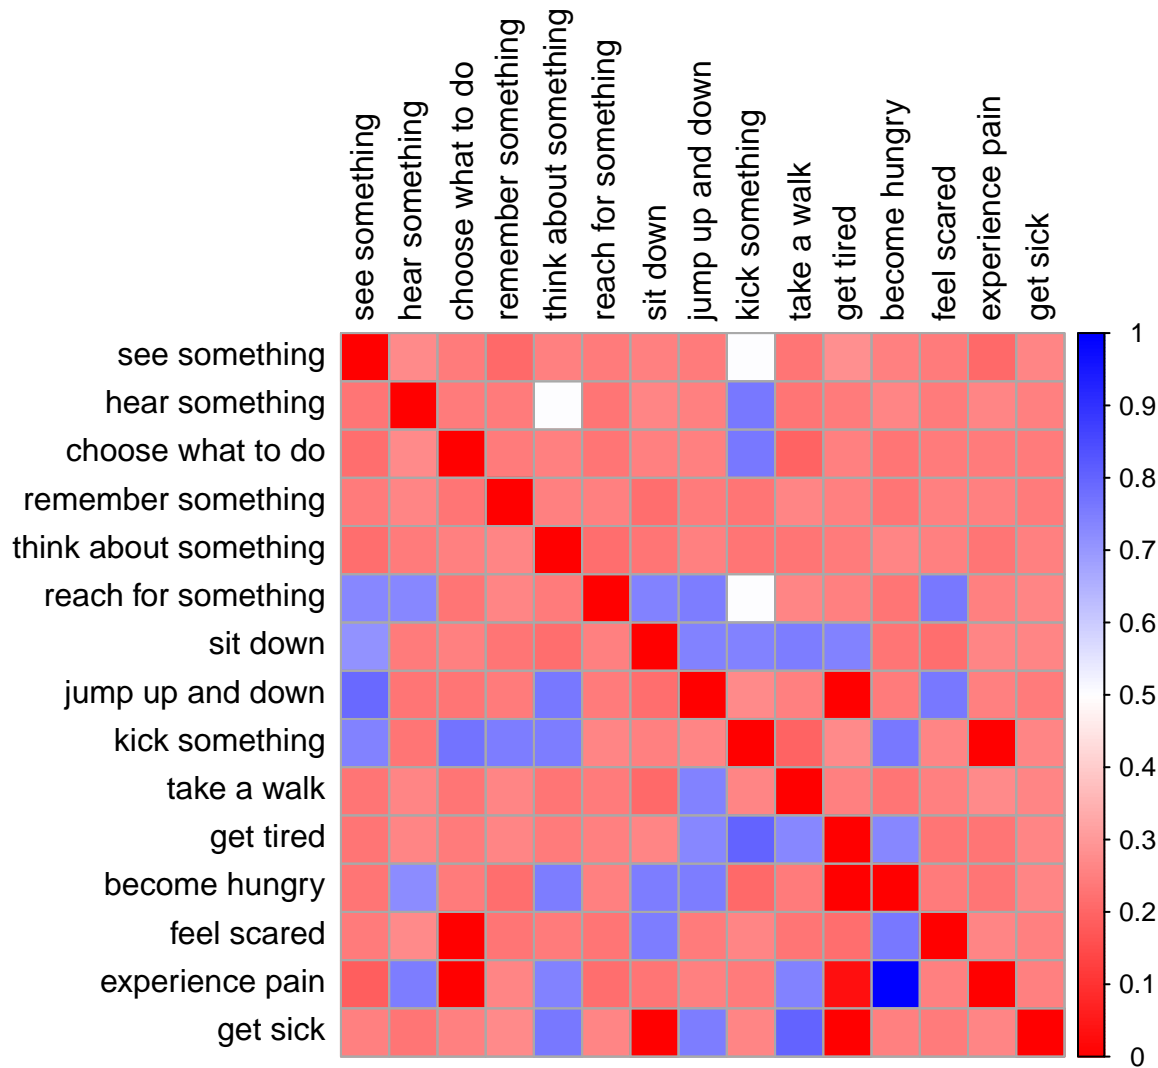 see something
hear something
choose what to do
remember something
think about something
reach for something
sit down
jump up and down
kick something
take a walk
get tired
become hungry
feel scared
experience pain
get sick
see something
hear something
choose what to do
remember something
think about something
reach for something
sit down
jump up and down
kick something
take a walk
get tired
become hungry
feel scared
experience pain
get sick
1
0.9
0.8
0.7
0.6
0.5
0.4
0.3
0.2
0.1
0